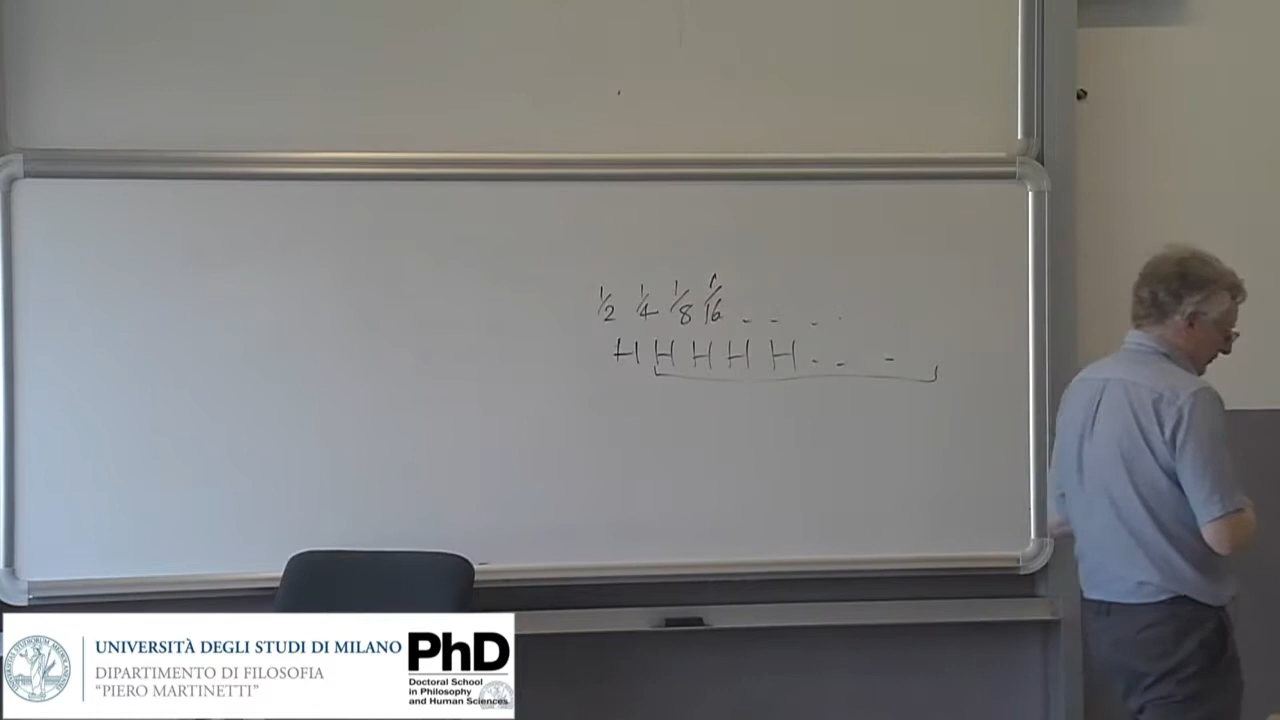 1/2 1/4 1/8 1/16 - - - .
H H H H H . - -
UNIVERSITÀ DEGLI STUDI DI MILANO
DIPARTIMENTO DI FILOSOFIA
"PIERO MARTINETTI"
PhD
Doctoral School
in Philosophy
and Human Sciences